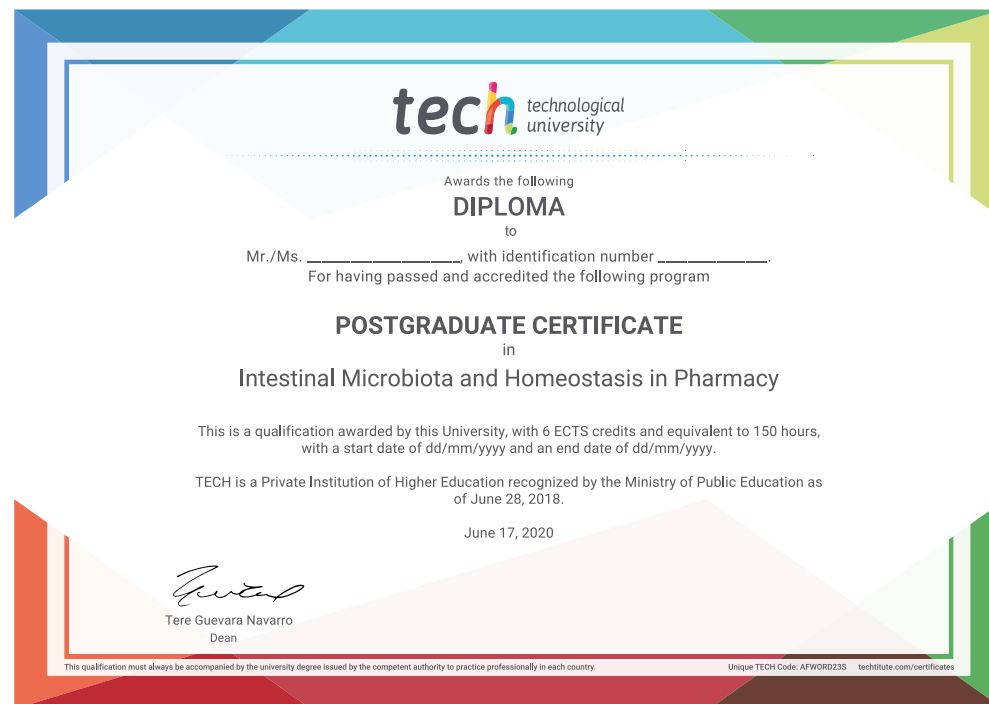 tech technological
university
Awards the following
DIPLOMA
to
Mr./Ms. ____________________, with identification number ______________.
For having passed and accredited the following program
POSTGRADUATE CERTIFICATE
in
Intestinal Microbiota and Homeostasis in Pharmacy
This is a qualification awarded by this University, with 6 ECTS credits and equivalent to 150 hours,
with a start date of dd/mm/yyyy and an end date of dd/mm/yyyy.
TECH is a Private Institution of Higher Education recognized by the Ministry of Public Education as
of June 28, 2018.
June 17, 2020
Tere Guevara Navarro
Dean
This qualification must always be accompanied by the university degree issued by the competent authority to practice professionally in each country.
Unique TECH Code: AFWORD23S techtitute.com/certificates